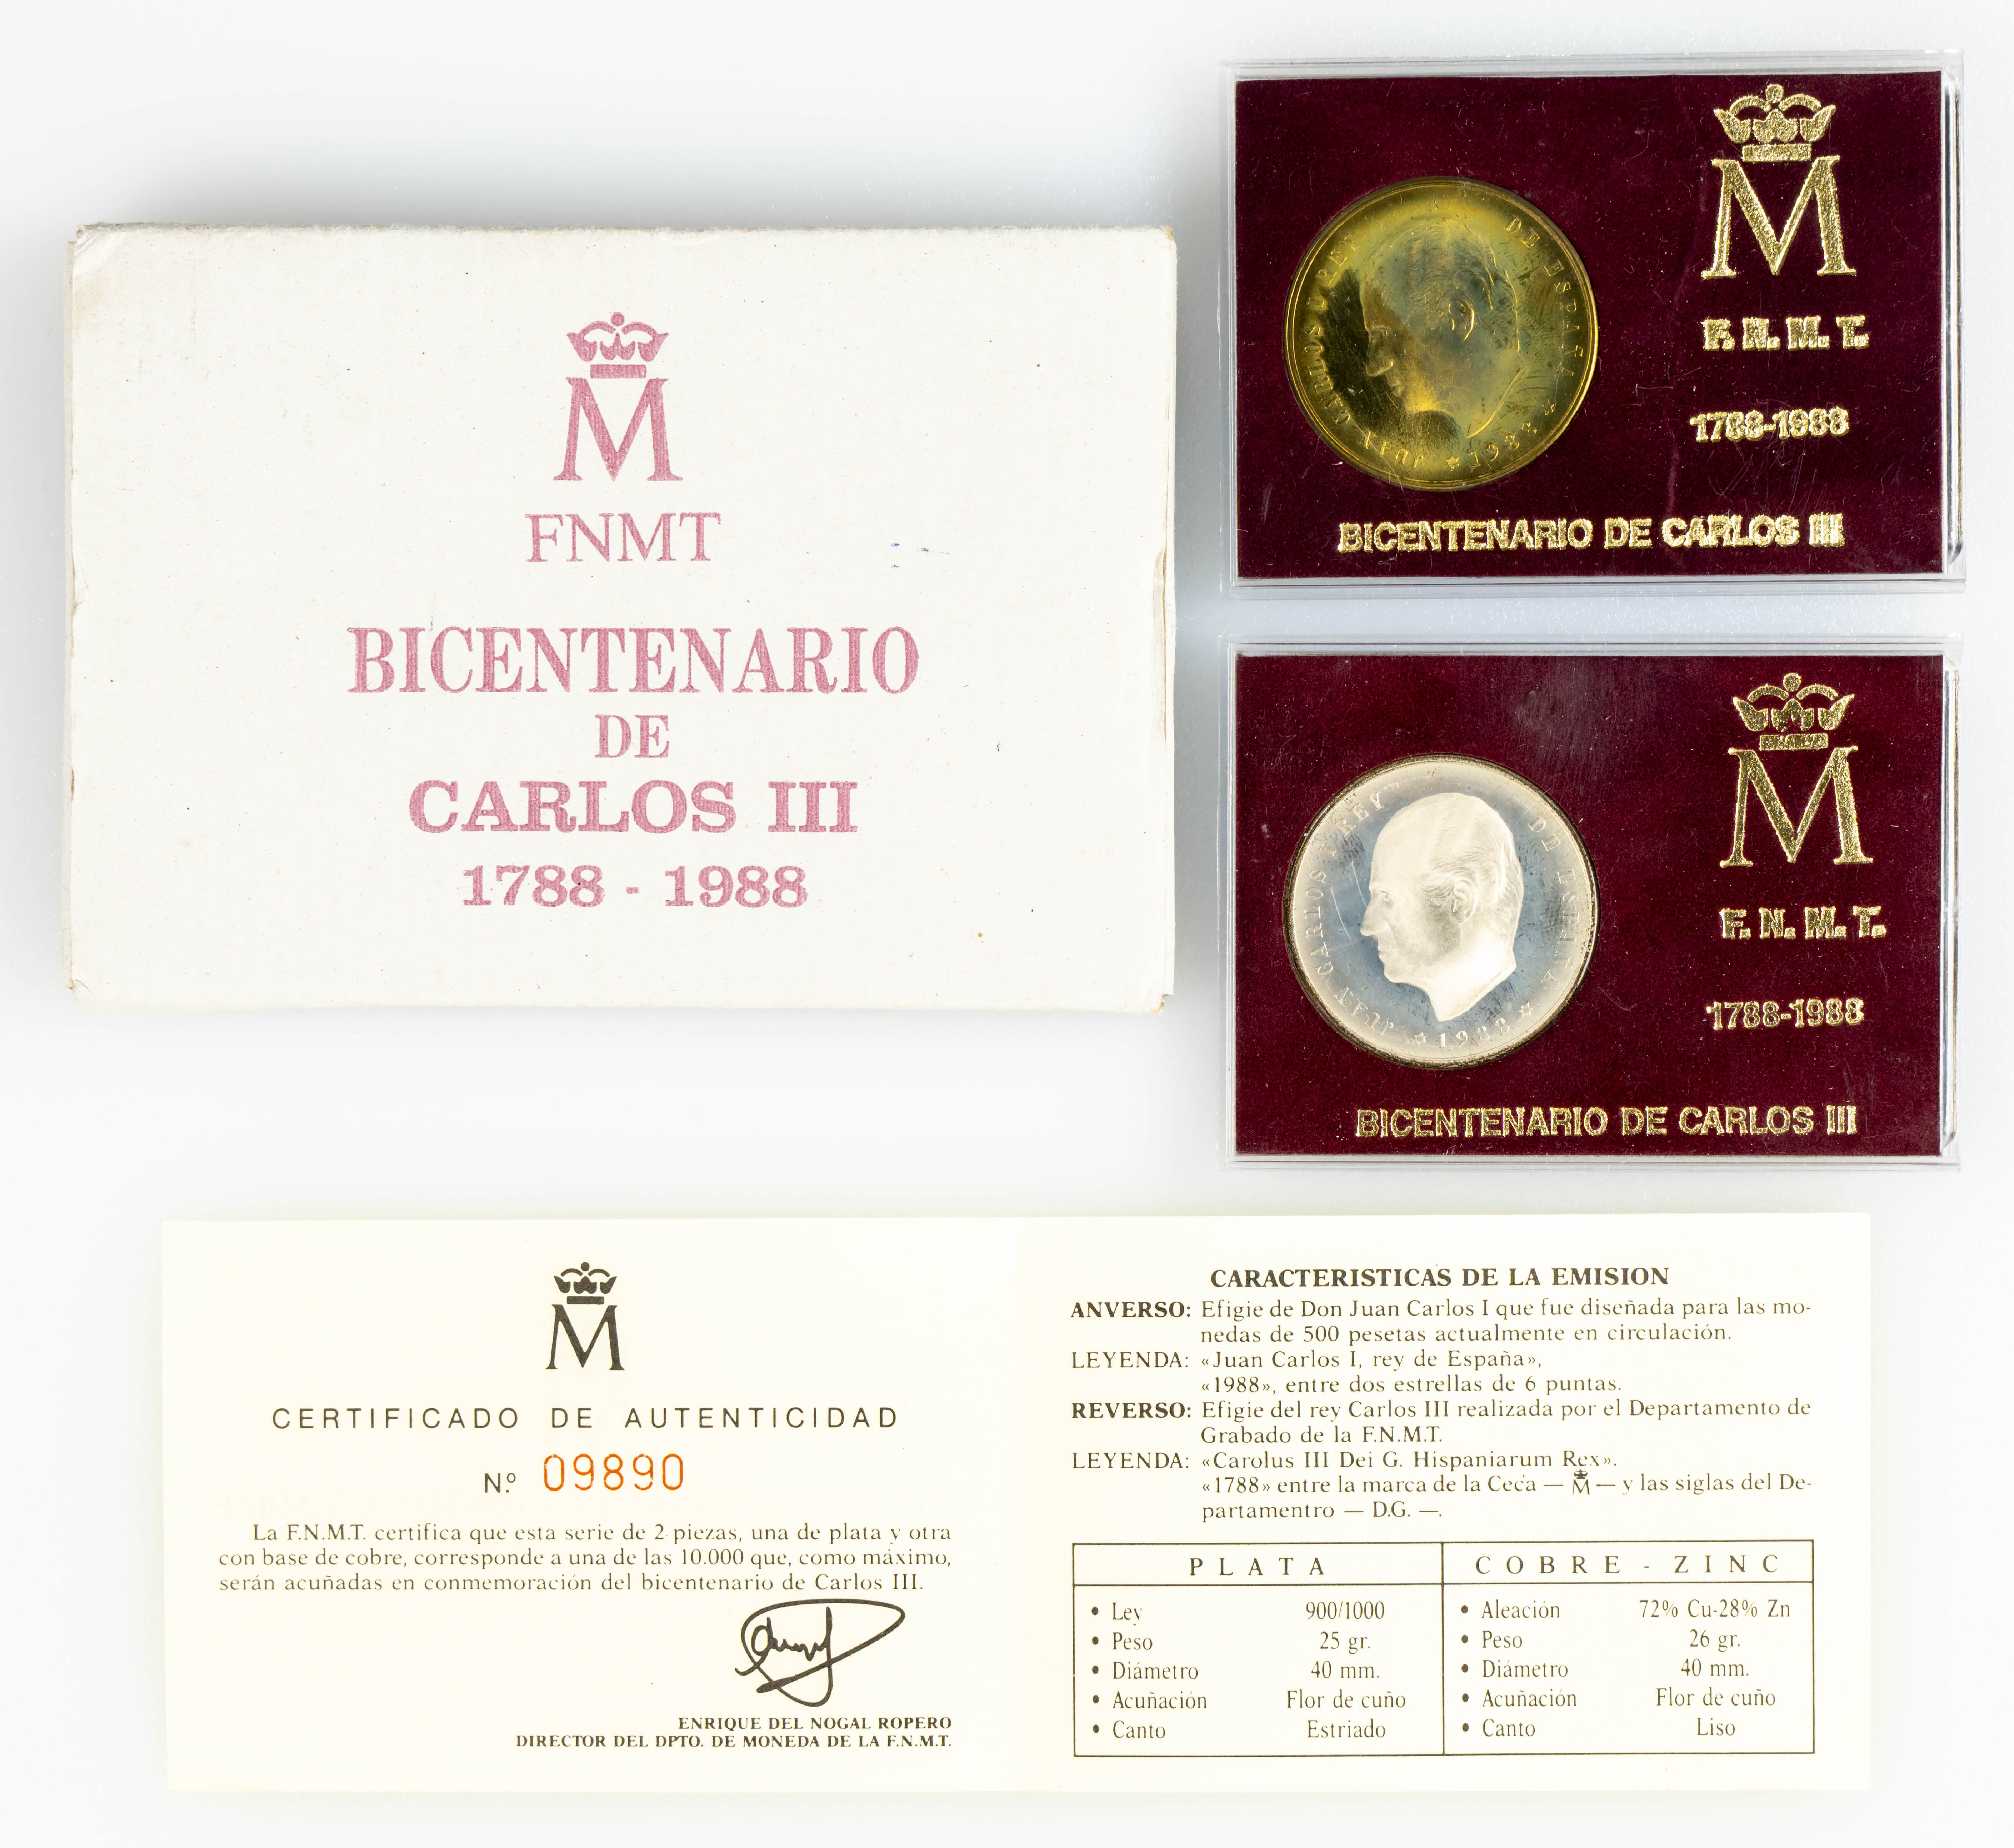 M
FNMT
BICENTENARIO
DE
CARLOS III
1788 - 1988
JUAN CARLOS I REY DE ESPAÑA
1988
M
F. N. M. T.
1788-1988
BICENTENARIO DE CARLOS III
JUAN CARLOS I REY DE ESPAÑA
1988
M
F. N. M. T.
1788-1988
BICENTENARIO DE CARLOS III
M
CERTIFICADO DE AUTENTICIDAD
N.º 09890
La F.N.M.T. certifica que esta serie de 2 piezas, una de plata y otra
con base de cobre, corresponde a una de las 10.000 que, como máximo,
serán acuñadas en conmemoración del bicentenario de Carlos III.
ENRIQUE DEL NOGAL ROPERO
DIRECTOR DEL DPTO. DE MONEDA DE LA F.N.M.T.
CARACTERISTICAS DE LA EMISION
ANVERSO: Efigie de Don Juan Carlos I que fue diseñada para las mo-
nedas de 500 pesetas actualmente en circulación.
LEYENDA: «Juan Carlos I, rey de España»,
«1988», entre dos estrellas de 6 puntas.
REVERSO: Efigie del rey Carlos III realizada por el Departamento de
Grabado de la F.N.M.T.
LEYENDA: «Carolus III Dei G. Hispaniarum Rex».
«1788» entre la marca de la Ceca — M — y las siglas del De-
partamentro — D.G. —.
PLATA COBRE - ZINC
• Ley 900/1000 • Aleación 72% Cu-28% Zn
• Peso 25 gr. • Peso 26 gr.
• Diámetro 40 mm. • Diámetro 40 mm.
• Acuñación Flor de cuño • Acuñación Flor de cuño
• Canto Estriado • Canto Liso